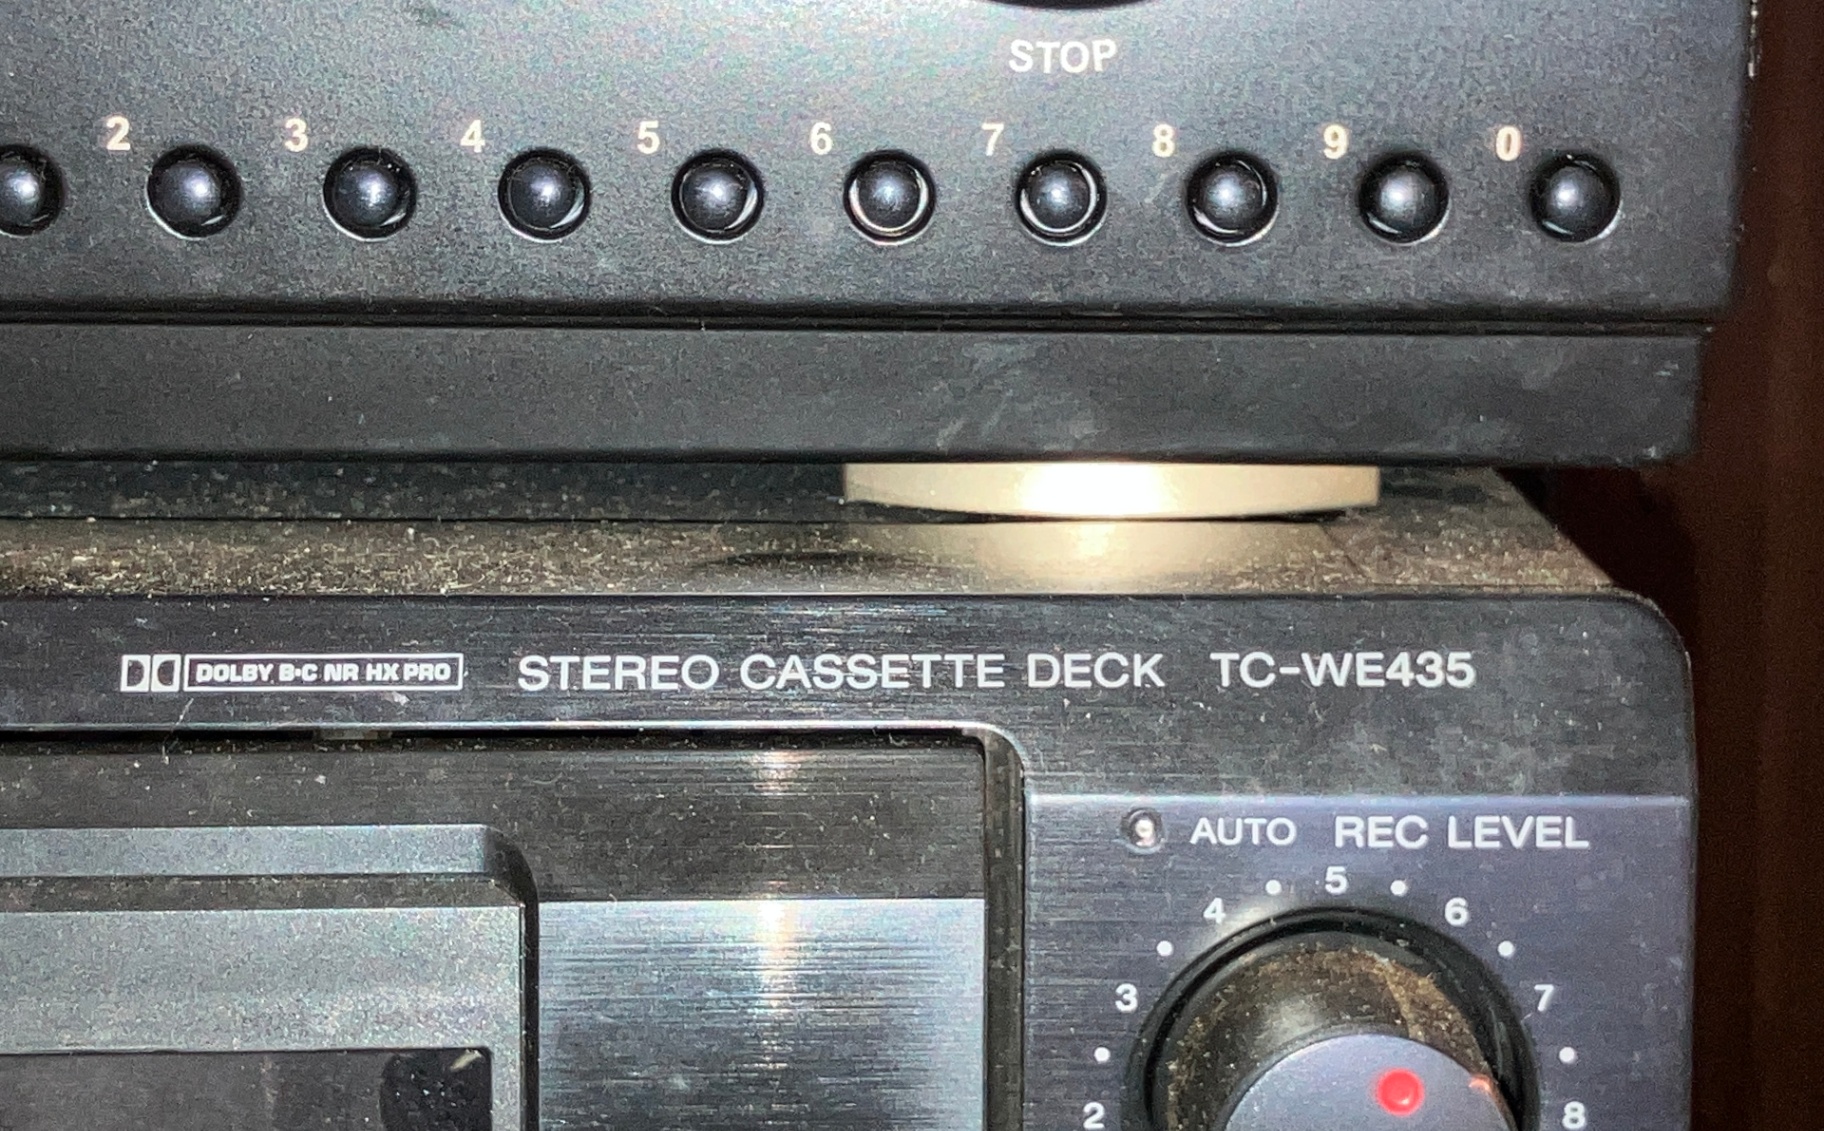 STOP
2 3 4 5 6 7 8 9 0
DOLBY B·C NR HX PRO STEREO CASSETTE DECK TC-WE435
AUTO REC LEVEL
5
4 6
3 7
2 8